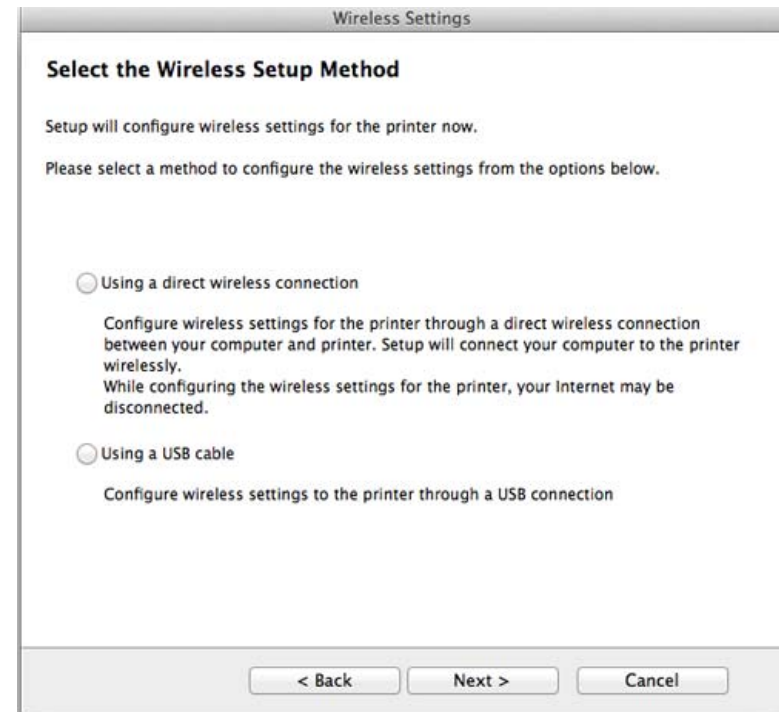 Wireless Settings
Select the Wireless Setup Method
Setup will configure wireless settings for the printer now.
Please select a method to configure the wireless settings from the options below.
Using a direct wireless connection
Configure wireless settings for the printer through a direct wireless connection
between your computer and printer. Setup will connect your computer to the printer
wirelessly.
While configuring the wireless settings for the printer, your Internet may be
disconnected.
Using a USB cable
Configure wireless settings to the printer through a USB connection
< Back Next > Cancel